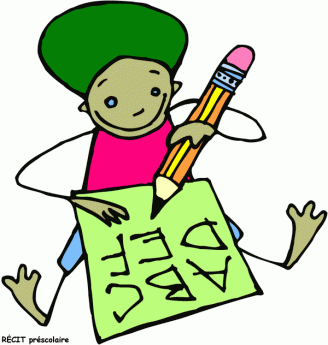 ABC
DEF
RÉCIT préscolaire